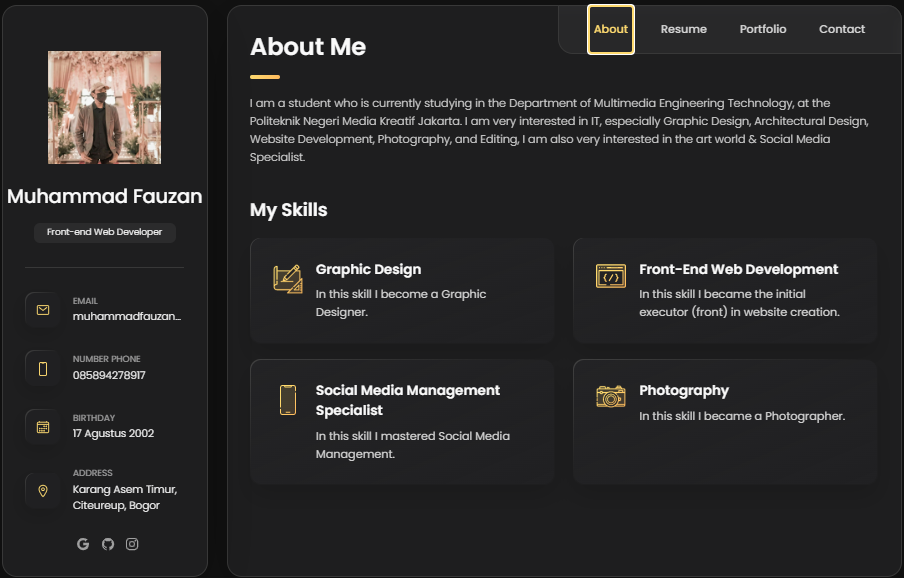 Muhammad Fauzan
Front-end Web Developer
EMAIL
muhammadfauzan...
NUMBER PHONE
085894278917
BIRTHDAY
17 Agustus 2002
ADDRESS
Karang Asem Timur,
Citeureup, Bogor
About
Resume
Portfolio
Contact
About Me
I am a student who is currently studying in the Department of Multimedia Engineering Technology, at the
Politeknik Negeri Media Kreatif Jakarta. I am very interested in IT, especially Graphic Design, Architectural Design,
Website Development, Photography, and Editing, I am also very interested in the art world & Social Media
Specialist.
My Skills
Graphic Design
In this skill I become a Graphic
Designer.
Front-End Web Development
In this skill I became the initial
executor (front) in website creation.
Social Media Management
Specialist
In this skill I mastered Social Media
Management.
Photography
In this skill I became a Photographer.